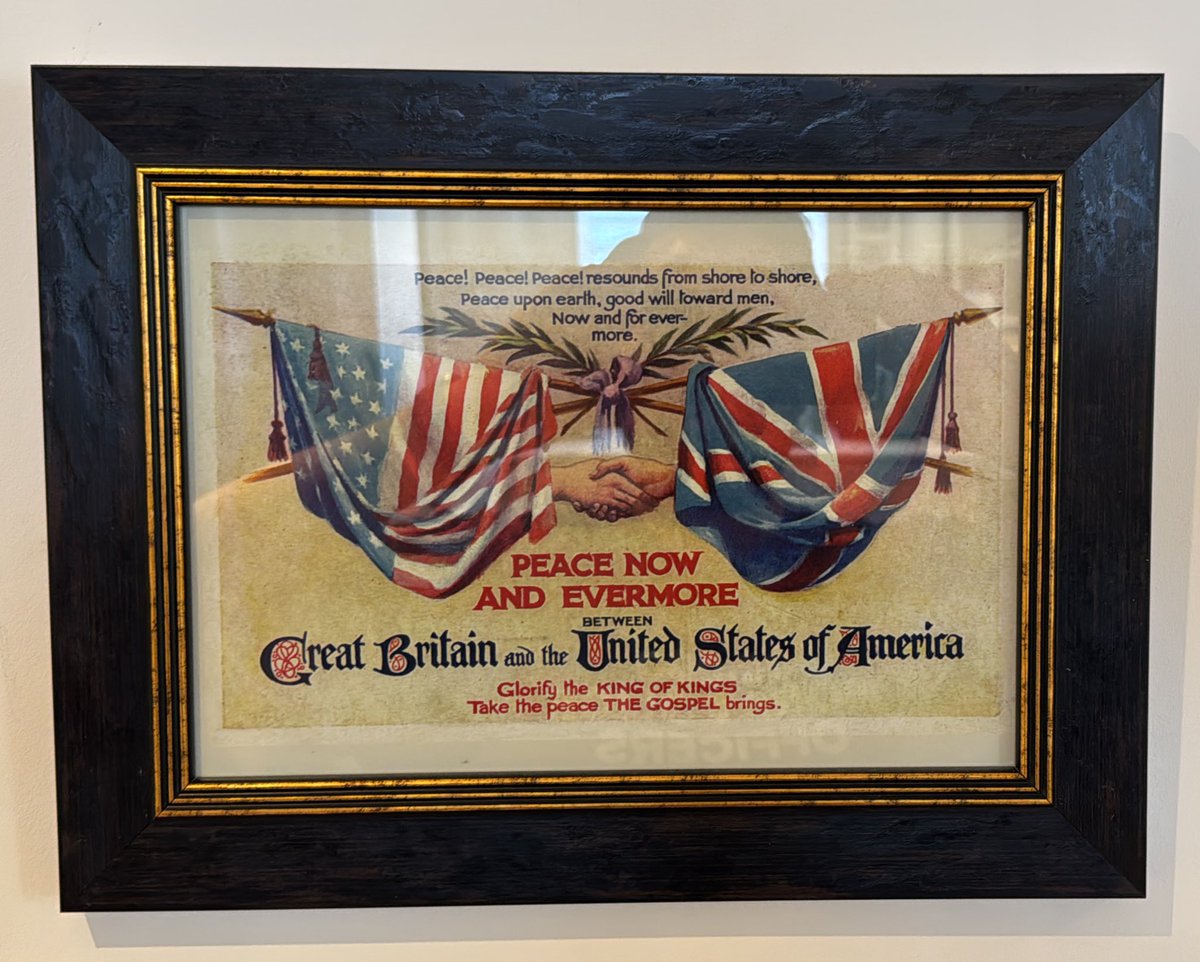 Peace! Peace! Peace! resounds from shore to shore,
Peace upon earth, good will toward men,
Now and for ever-
more.
PEACE NOW
AND EVERMORE
BETWEEN
Great Britain and the United States of America
Glorify the KING OF KINGS
Take the peace THE GOSPEL brings.
OFFICERS